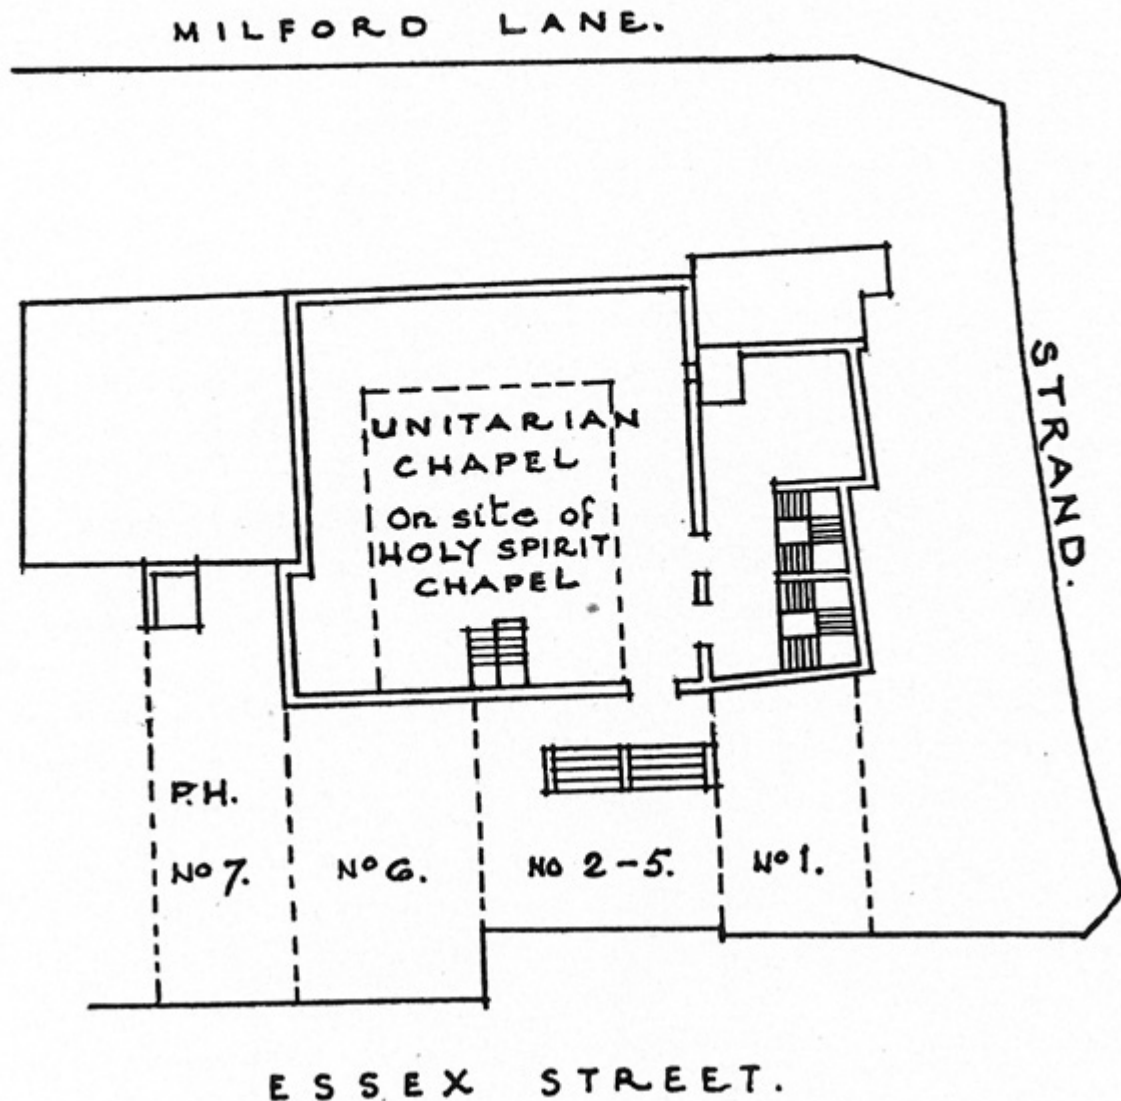 MILFORD LANE.
STRAND.
UNITARIAN
CHAPEL
On site of
HOLY SPIRIT
CHAPEL
P.H.
No 7.
No 6.
No 2-5.
No 1.
ESSEX STREET.